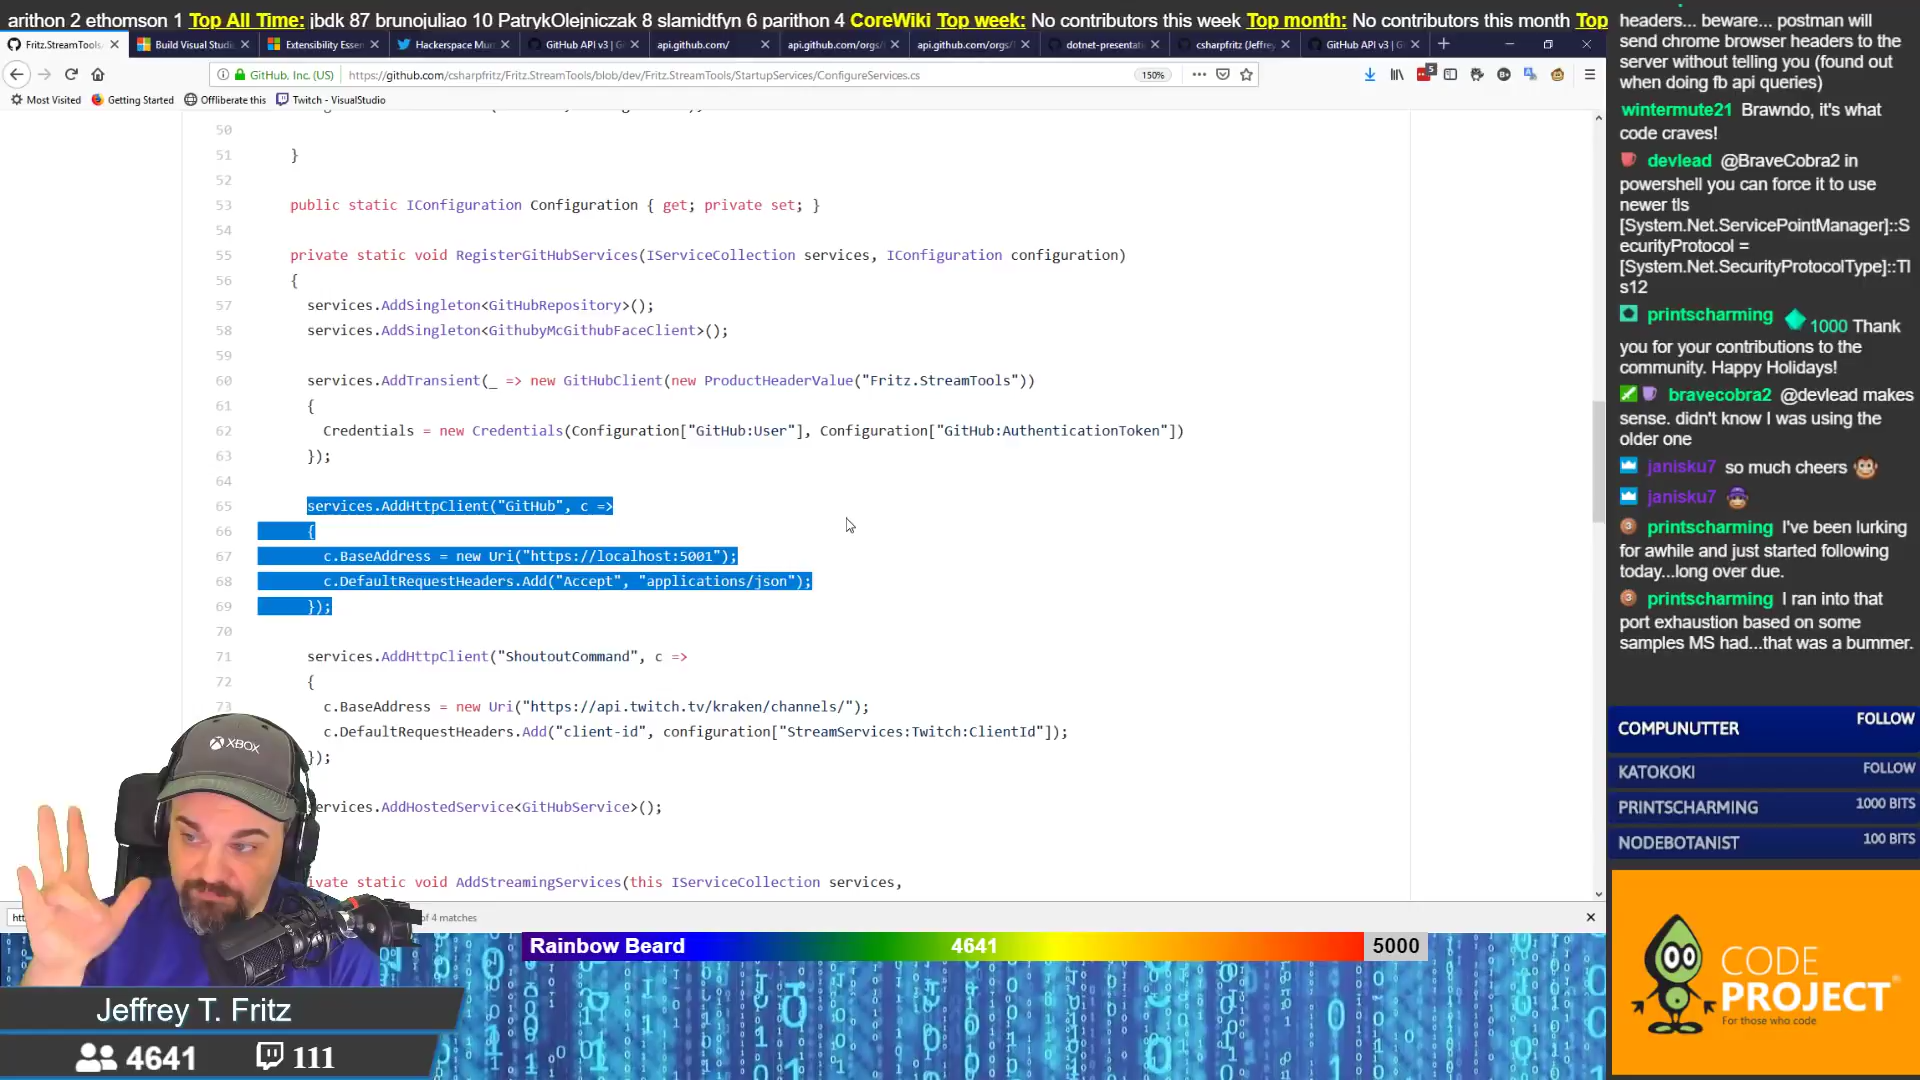 arithon 2 ethomson 1 Top All Time: jbdk 87 brunojuliao 10 PatrykOlejniczak 8 slamidtfyn 6 parithon 4 CoreWiki Top week: No contributors this week Top month: No contributors this month Top
Fritz.StreamTools
Build Visual Studi
Extensibility Esse
Hackerspace Mu
GitHub API v3 | G
api.github.com/
api.github.com/orgs/
api.github.com/orgs/
dotnet-presentati
csharpfritz (Jeffrey
GitHub API v3 | G
GitHub, Inc. (US)
https://github.com/csharpfritz/Fritz.StreamTools/blob/dev/Fritz.StreamTools/StartupServices/ConfigureServices.cs
150%
5
Most Visited
Getting Started
Offliberate this
Twitch - VisualStudio
50
51 }
52
53 public static IConfiguration Configuration { get; private set; }
54
55 private static void RegisterGitHubServices(IServiceCollection services, IConfiguration configuration)
56 {
57 services.AddSingleton<GitHubRepository>();
58 services.AddSingleton<GithubyMcGithubFaceClient>();
59
60 services.AddTransient(_ => new GitHubClient(new ProductHeaderValue("Fritz.StreamTools"))
61 {
62 Credentials = new Credentials(Configuration["GitHub:User"], Configuration["GitHub:AuthenticationToken"])
63 });
64
65 services.AddHttpClient("GitHub", c =>
66 {
67 c.BaseAddress = new Uri("https://localhost:5001");
68 c.DefaultRequestHeaders.Add("Accept", "applications/json");
69 });
70
71 services.AddHttpClient("ShoutoutCommand", c =>
72 {
73 c.BaseAddress = new Uri("https://api.twitch.tv/kraken/channels/");
c.DefaultRequestHeaders.Add("client-id", configuration["StreamServices:Twitch:ClientId"]);
});
ervices.AddHostedService<GitHubService>();
ivate static void AddStreamingServices(this IServiceCollection services,
htt
of 4 matches
XBOX
Rainbow Beard 4641 5000
Jeffrey T. Fritz
4641 111
headers... beware... postman will
send chrome browser headers to the
server without telling you (found out
when doing fb api queries)
wintermute21 Brawndo, it's what
code craves!
devlead @BraveCobra2 in
powershell you can force it to use
newer tls
[System.Net.ServicePointManager]::S
ecurityProtocol =
[System.Net.SecurityProtocolType]::Tl
s12
printscharming 1000 Thank
you for your contributions to the
community. Happy Holidays!
bravecobra2 @devlead makes
sense. didn't know I was using the
older one
janisku7 so much cheers
janisku7
printscharming I've been lurking
for awhile and just started following
today...long over due.
printscharming I ran into that
port exhaustion based on some
samples MS had...that was a bummer.
COMPUNUTTER FOLLOW
KATOKOKI FOLLOW
PRINTSCHARMING 1000 BITS
NODEBOTANIST 100 BITS
CODE
PROJECT®
For those who code